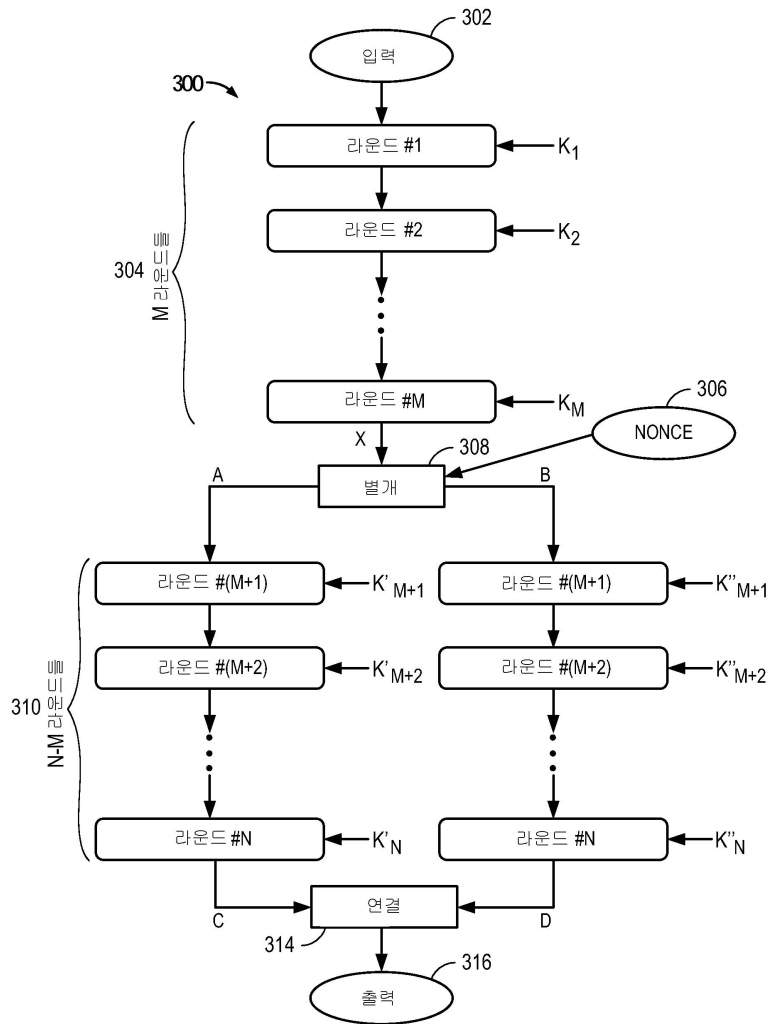 302
입력
300
라운드 #1
K1
라운드 #2
K2
304
M 라운드들
라운드 #M
KM
306
NONCE
X
308
별개
A
B
라운드 #(M+1)
K'M+1
라운드 #(M+1)
K''M+1
라운드 #(M+2)
K'M+2
라운드 #(M+2)
K''M+2
310
N-M 라운드들
라운드 #N
K'N
라운드 #N
K''N
연결
C
D
314
316
출력